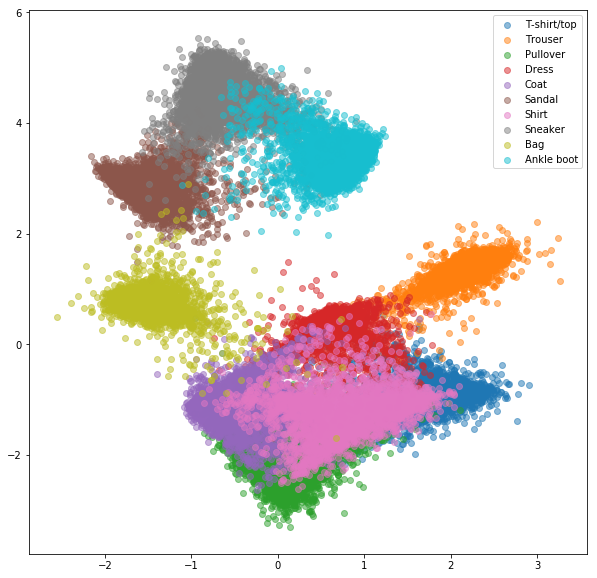 6
4
2
0
−2
−2
−1
0
1
2
3
T-shirt/top
Trouser
Pullover
Dress
Coat
Sandal
Shirt
Sneaker
Bag
Ankle boot